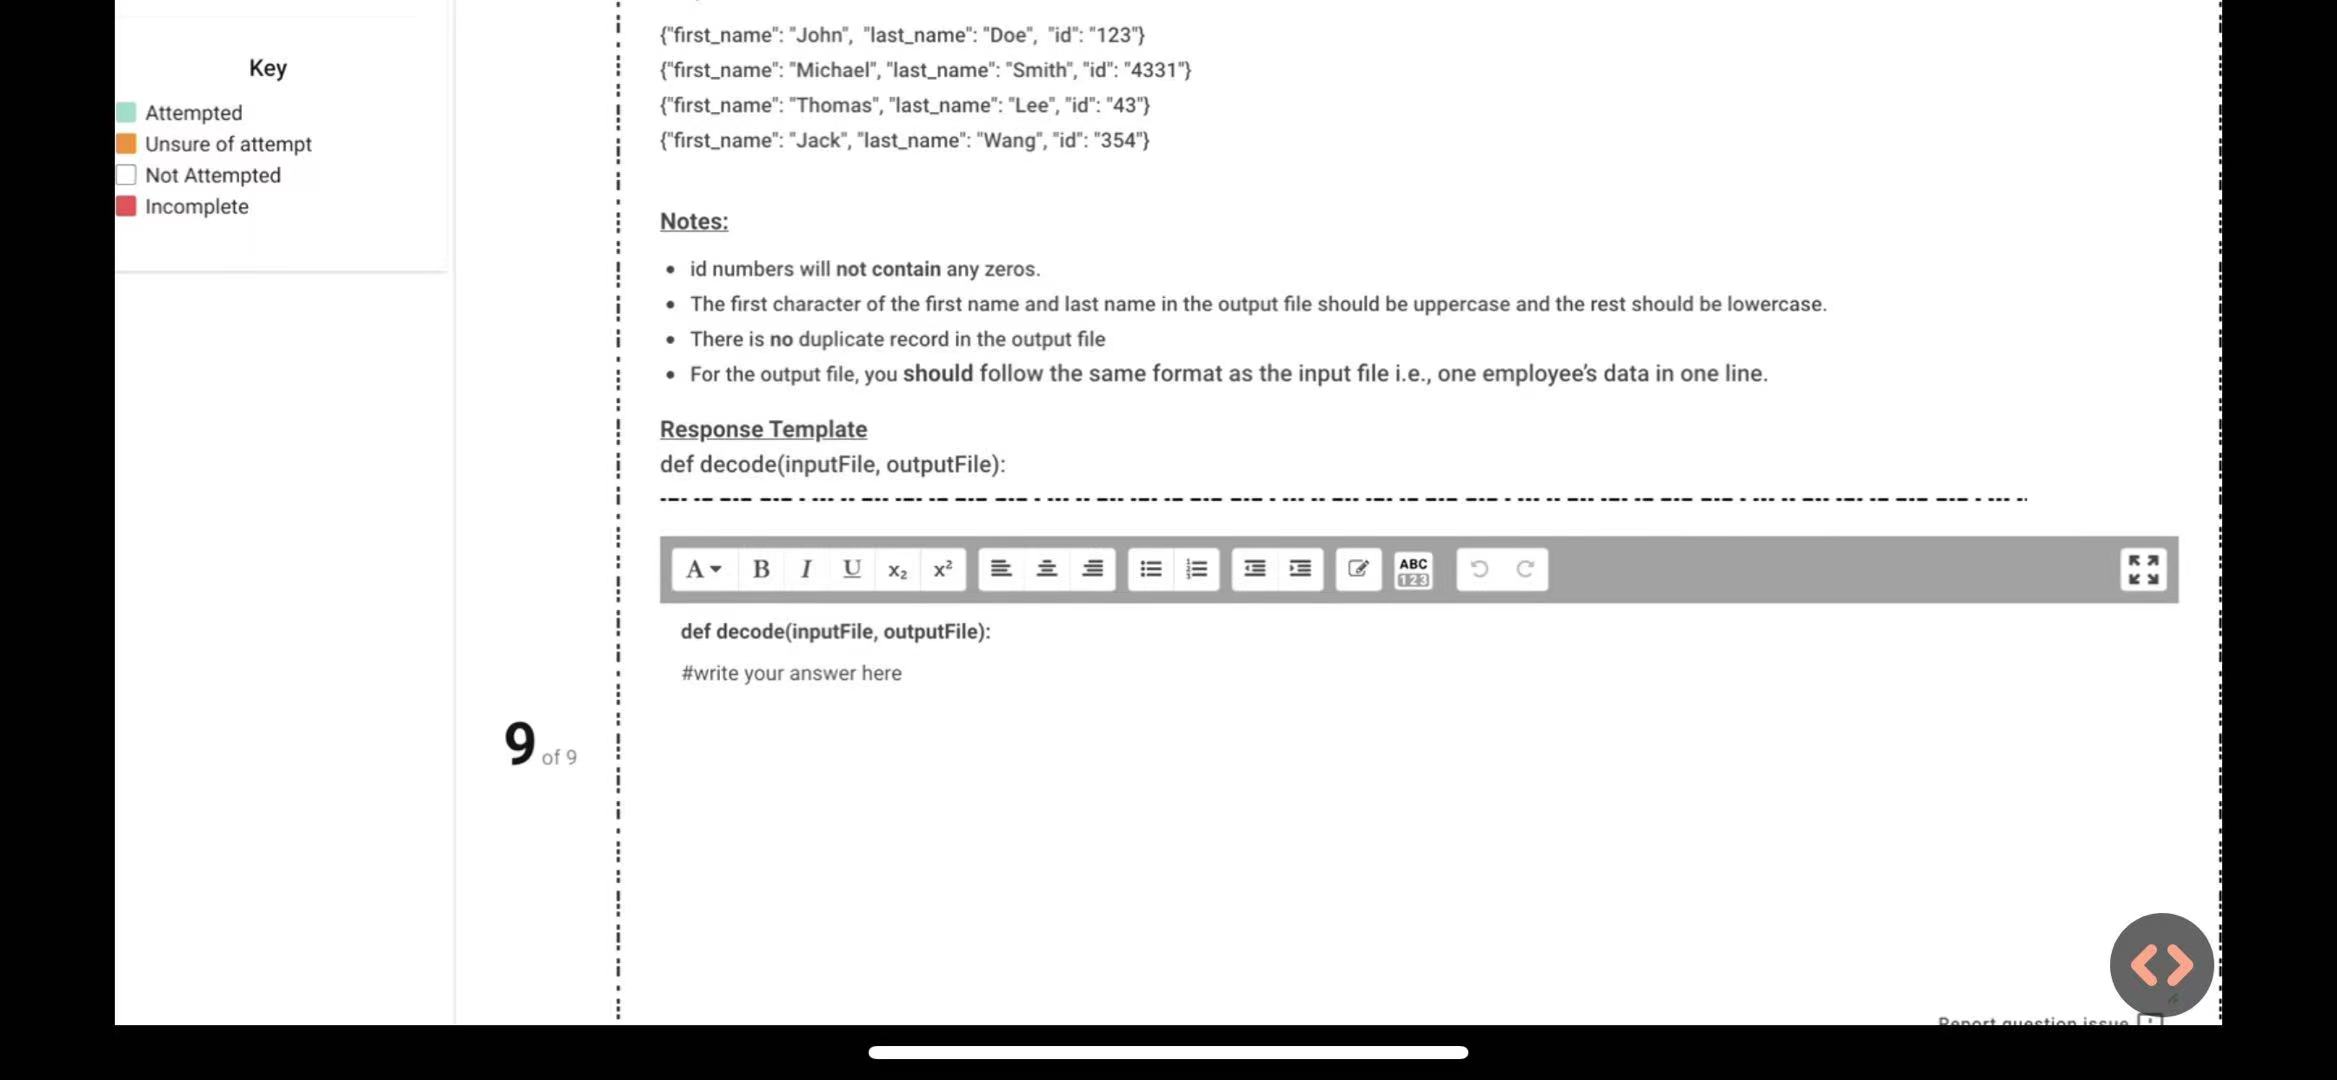 Key
Attempted
Unsure of attempt
Not Attempted
Incomplete
{"first_name": "John", "last_name": "Doe", "id": "123"}
{"first_name": "Michael", "last_name": "Smith", "id": "4331"}
{"first_name": "Thomas", "last_name": "Lee", "id": "43"}
{"first_name": "Jack", "last_name": "Wang", "id": "354"}
Notes:
• id numbers will not contain any zeros.
• The first character of the first name and last name in the output file should be uppercase and the rest should be lowercase.
• There is no duplicate record in the output file
• For the output file, you should follow the same format as the input file i.e., one employee’s data in one line.
Response Template
def decode(inputFile, outputFile):
A B I U x₂ x² ABC
123
def decode(inputFile, outputFile):
#write your answer here
9 of 9
Report question issue